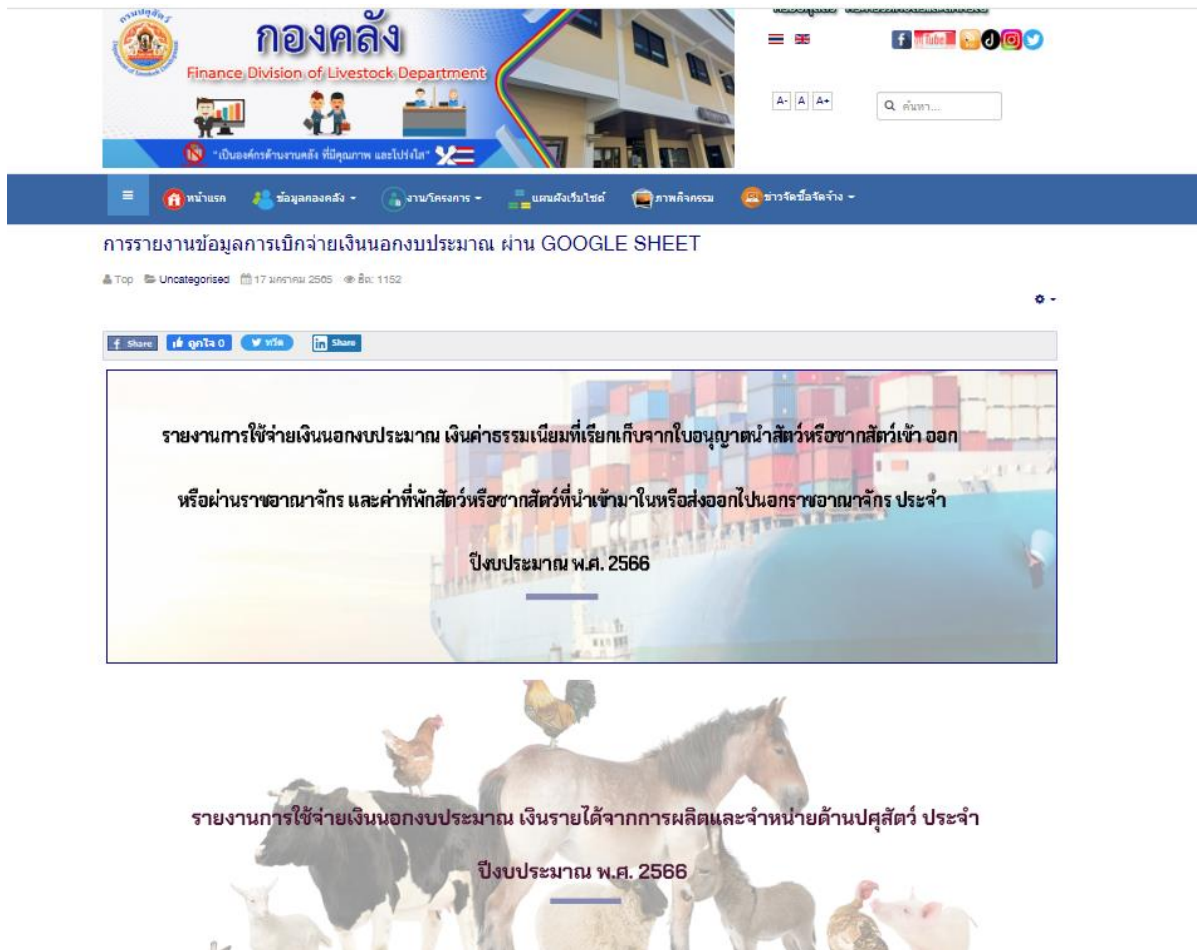 กรมปศุสัตว์
กองคลัง
Finance Division of Livestock Department
"เป็นองค์กรด้านงานคลัง ที่มีคุณภาพ และโปร่งใส"
A- A A+
ค้นหา...
หน้าแรก ข้อมูลกองคลัง งาน/โครงการ แผนผังเว็บไซต์ ภาพกิจกรรม ข่าวจัดซื้อจัดจ้าง
การรายงานข้อมูลการเบิกจ่ายเงินนอกงบประมาณ ผ่าน GOOGLE SHEET
Top Uncategorised 17 มกราคม 2565 ฮิต: 1152
f Share ถูกใจ 0 ทวีต in Share
รายงานการใช้จ่ายเงินนอกงบประมาณ เงินค่าธรรมเนียมที่เรียกเก็บจากใบอนุญาตนำสัตว์หรือซากสัตว์เข้า ออก
หรือผ่านราชอาณาจักร และค่าที่พักสัตว์หรือซากสัตว์ที่นำเข้ามาในหรือส่งออกไปนอกราชอาณาจักร ประจำ
ปีงบประมาณ พ.ศ. 2566
รายงานการใช้จ่ายเงินนอกงบประมาณ เงินรายได้จากการผลิตและจำหน่ายด้านปศุสัตว์ ประจำ
ปีงบประมาณ พ.ศ. 2566